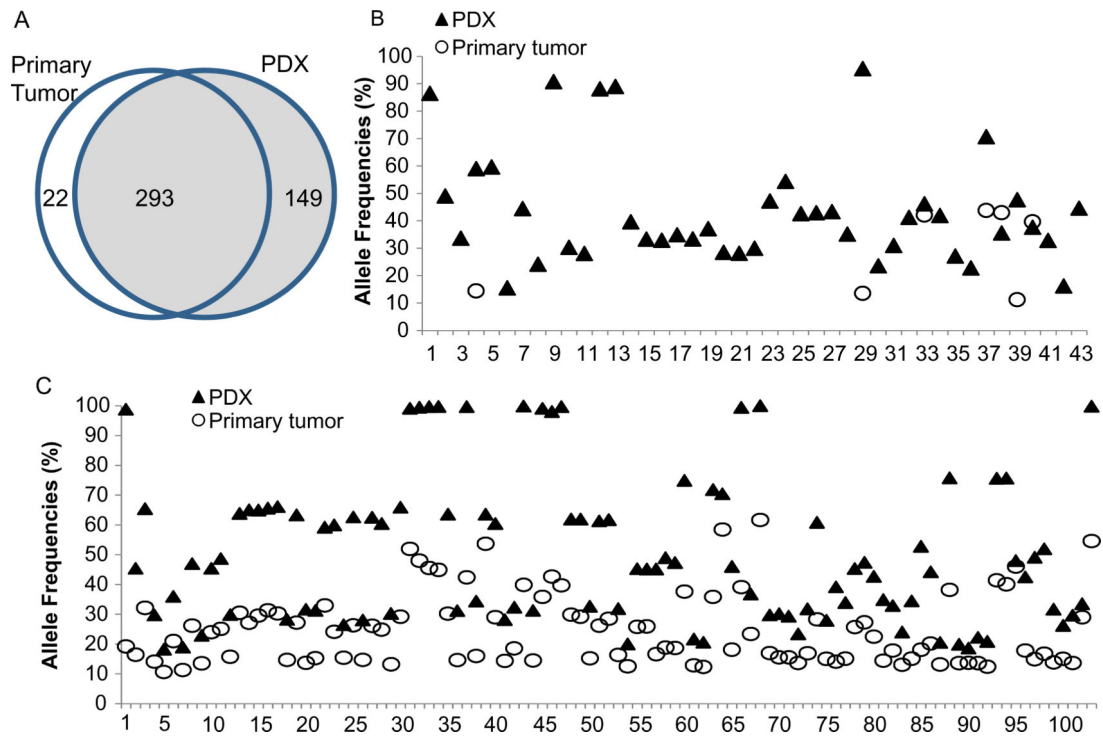 A
Primary
Tumor
PDX
22
293
149
B
PDX
Primary tumor
Allele Frequencies (%)
100
90
80
70
60
50
40
30
20
10
0
1 3 5 7 9 11 13 15 17 19 21 23 25 27 29 31 33 35 37 39 41 43
C
PDX
Primary tumor
Allele Frequencies (%)
100
90
80
70
60
50
40
30
20
10
0
1 5 10 15 20 25 30 35 40 45 50 55 60 65 70 75 80 85 90 95 100